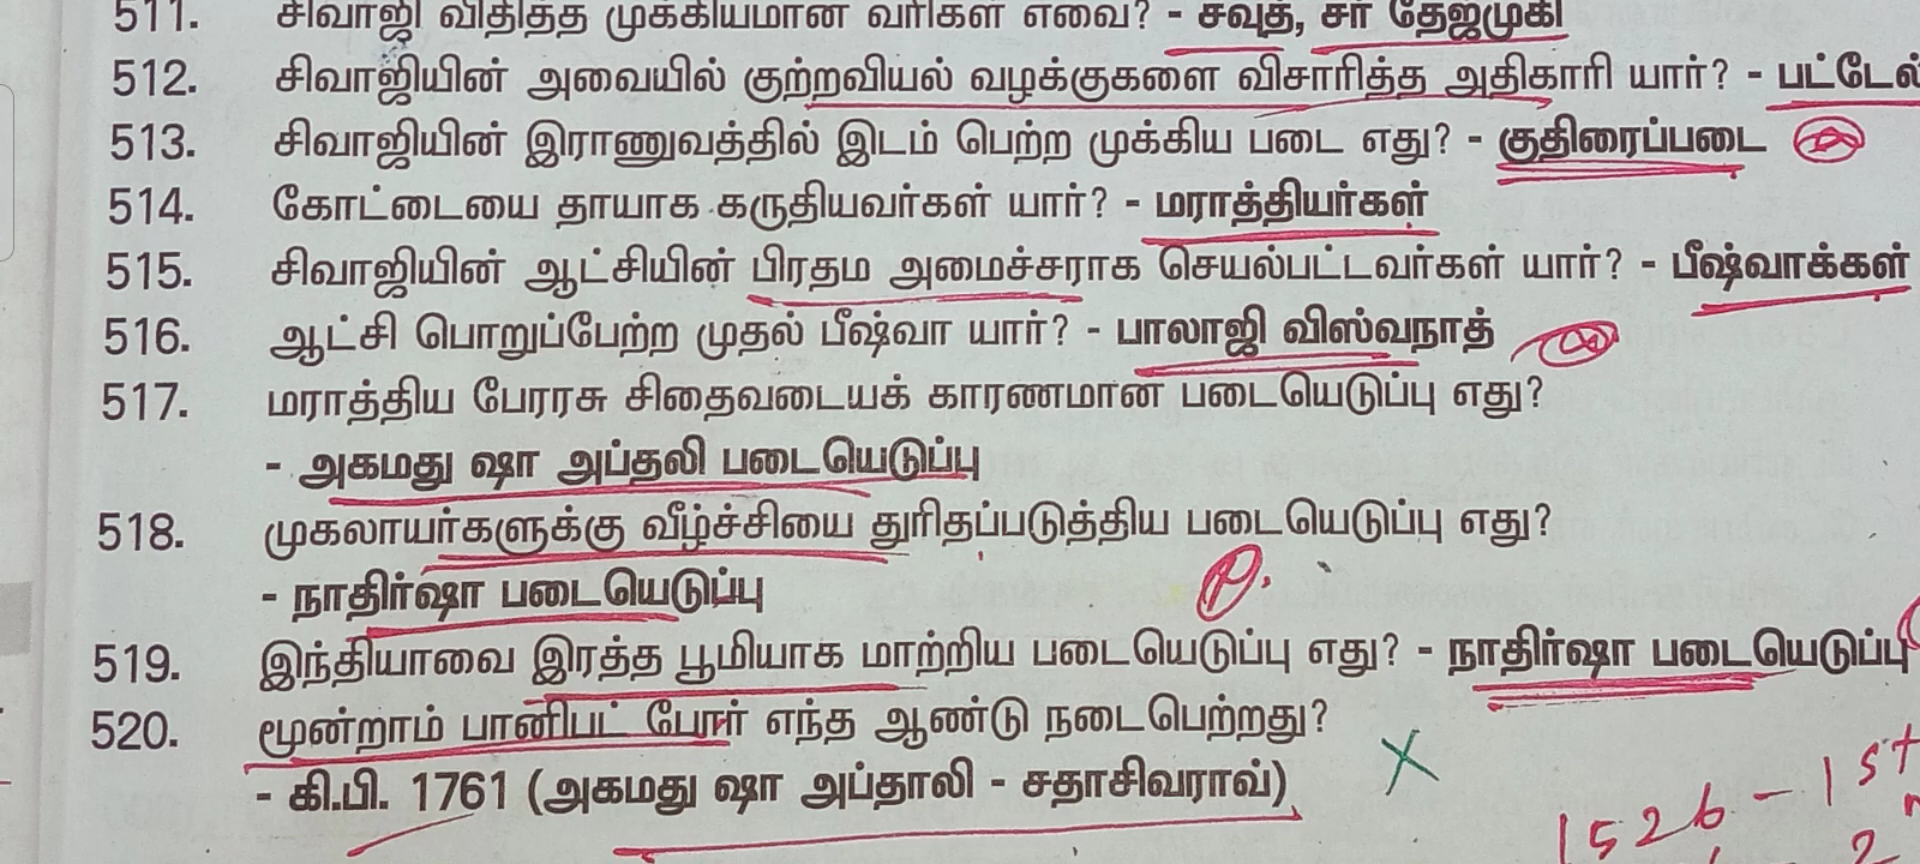 511. சிவாஜி விதித்த முக்கியமான வரிகள் எவை? - சவுத், சர் தேஜ்முகி
512. சிவாஜியின் அவையில் குற்றவியல் வழக்குகளை விசாரித்த அதிகாரி யார்? - பட்டேல்
513. சிவாஜியின் இராணுவத்தில் இடம் பெற்ற முக்கிய படை எது? - குதிரைப்படை
514. கோட்டையை தாயாக கருதியவர்கள் யார்? - மராத்தியர்கள்
515. சிவாஜியின் ஆட்சியின் பிரதம அமைச்சராக செயல்பட்டவர்கள் யார்? - பீஷ்வாக்கள்
516. ஆட்சி பொறுப்பேற்ற முதல் பீஷ்வா யார்? - பாலாஜி விஸ்வநாத்
517. மராத்திய பேரரசு சிதைவடையக் காரணமான படையெடுப்பு எது?
- அகமது ஷா அப்தலி படையெடுப்பு
518. முகலாயர்களுக்கு வீழ்ச்சியை துரிதப்படுத்திய படையெடுப்பு எது?
- நாதிர்ஷா படையெடுப்பு
519. இந்தியாவை இரத்த பூமியாக மாற்றிய படையெடுப்பு எது? - நாதிர்ஷா படையெடுப்பு
520. மூன்றாம் பானிபட் போர் எந்த ஆண்டு நடைபெற்றது?
- கி.பி. 1761 (அகமது ஷா அப்தாலி - சதாசிவராவ்)
1526 - 1st